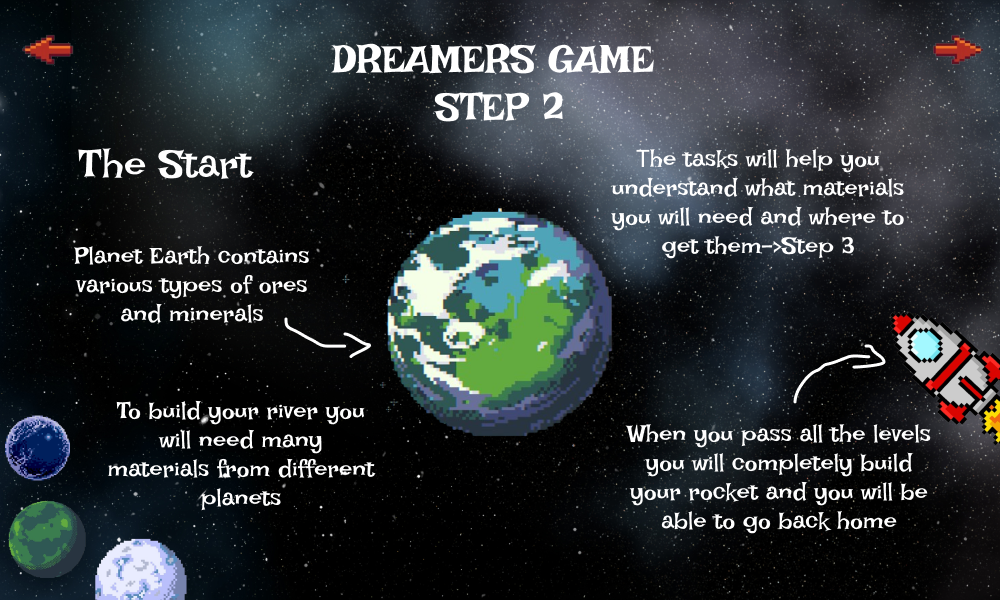 DREAMERS GAME
STEP 2
The Start
Planet Earth contains
various types of ores
and minerals
To build your river you
will need many
materials from different
planets
The tasks will help you
understand what materials
you will need and where to
get them->Step 3
When you pass all the levels
you will completely build
your rocket and you will be
able to go back home